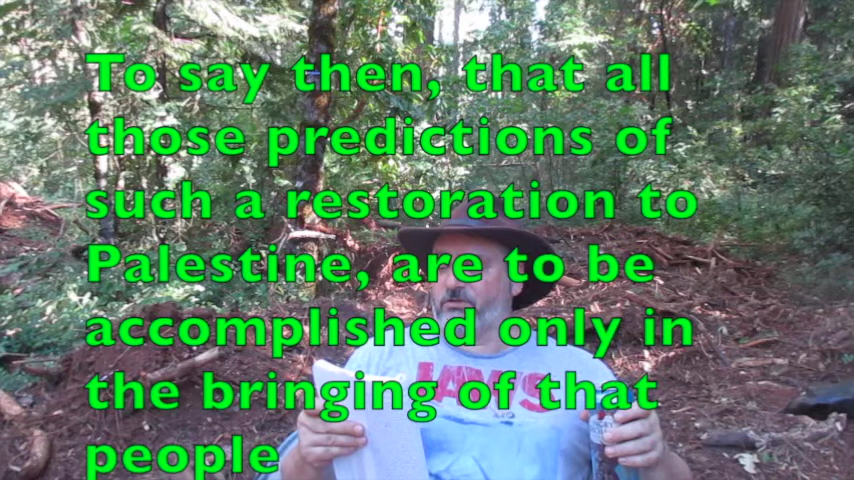 To say then, that all
those predictions of
such a restoration to
Palestine, are to be
accomplished only in
the bringing of that
people